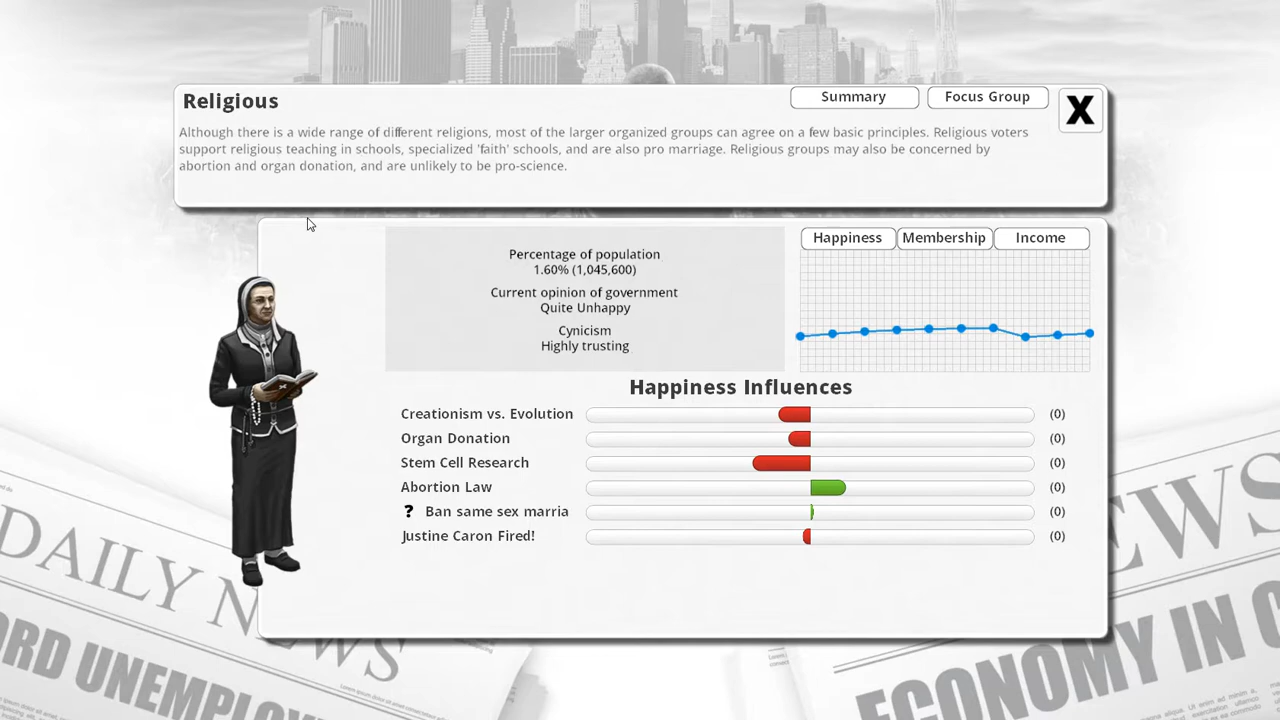 Religious
Summary
Focus Group
X
Although there is a wide range of different religions, most of the larger organized groups can agree on a few basic principles. Religious voters
support religious teaching in schools, specialized 'faith' schools, and are also pro marriage. Religious groups may also be concerned by
abortion and organ donation, and are unlikely to be pro-science.
Percentage of population
1.60% (1,045,600)
Current opinion of government
Quite Unhappy
Cynicism
Highly trusting
Happiness
Membership
Income
Happiness Influences
Creationism vs. Evolution (0)
Organ Donation (0)
Stem Cell Research (0)
Abortion Law (0)
? Ban same sex marria (0)
Justine Caron Fired! (0)
DAILY NEWS
ORD UNEMPLO
NEWS
ECONOMY IN C